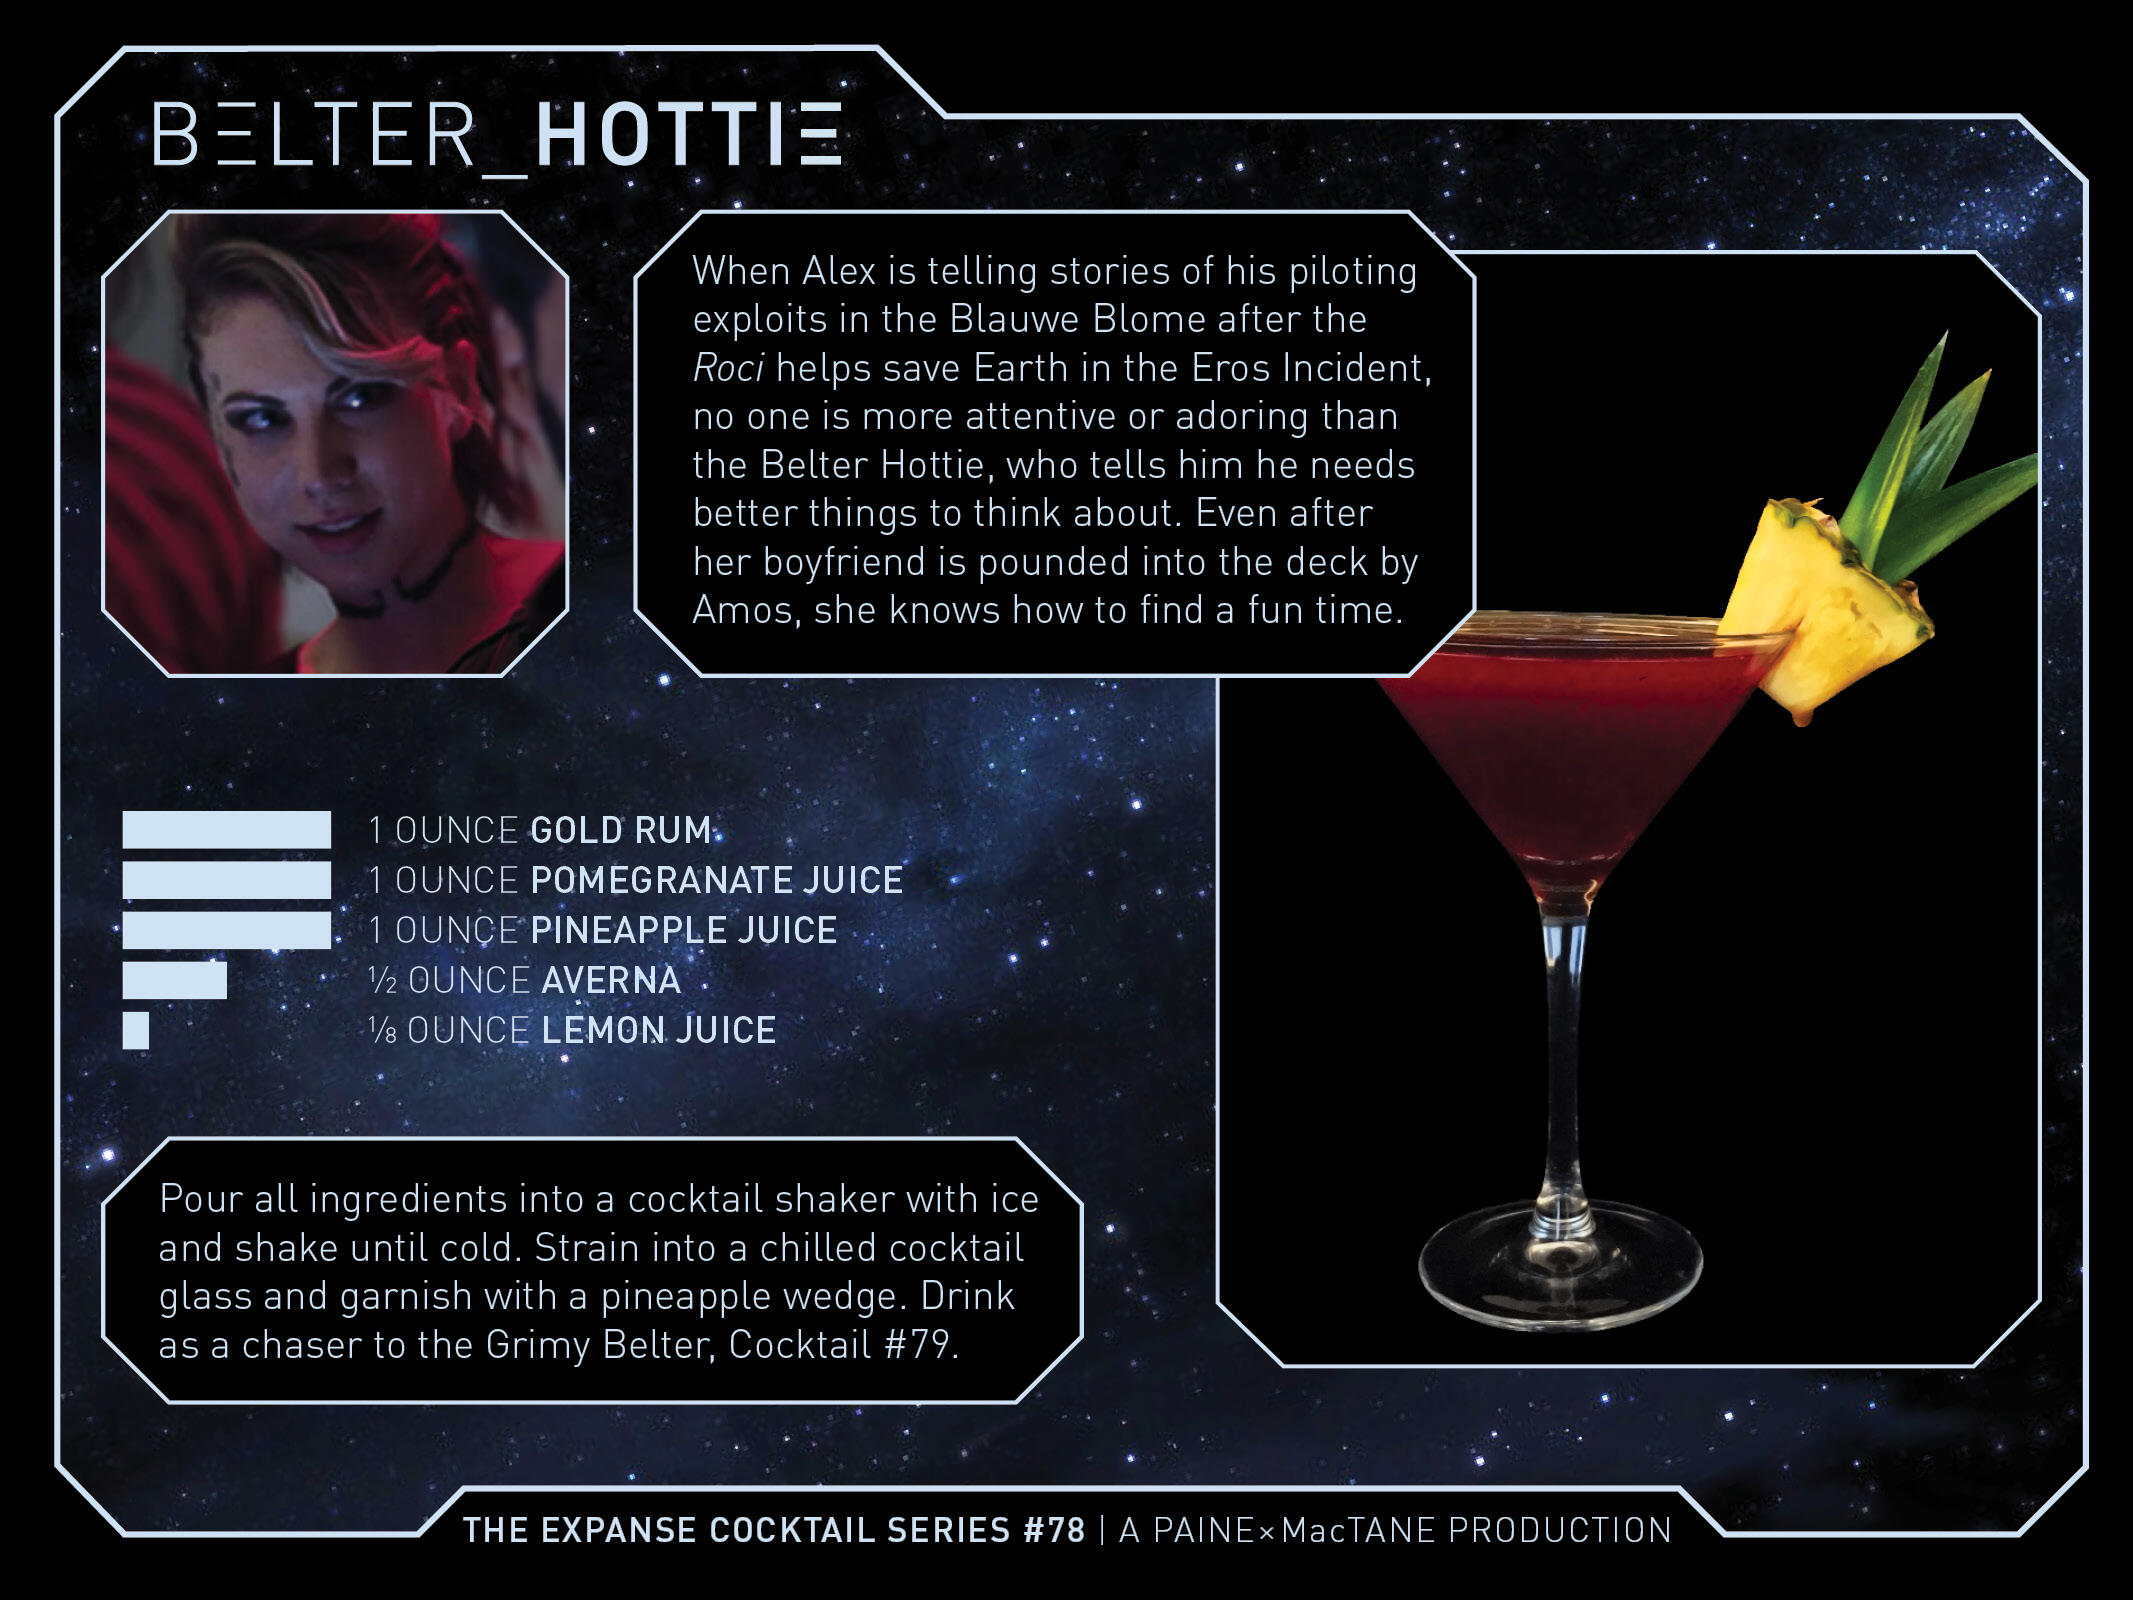 BELTER_HOTTIE
When Alex is telling stories of his piloting
exploits in the Blauwe Blome after the
Roci helps save Earth in the Eros Incident,
no one is more attentive or adoring than
the Belter Hottie, who tells him he needs
better things to think about. Even after
her boyfriend is pounded into the deck by
Amos, she knows how to find a fun time.
1 OUNCE GOLD RUM
1 OUNCE POMEGRANATE JUICE
1 OUNCE PINEAPPLE JUICE
½ OUNCE AVERNA
⅛ OUNCE LEMON JUICE
Pour all ingredients into a cocktail shaker with ice
and shake until cold. Strain into a chilled cocktail
glass and garnish with a pineapple wedge. Drink
as a chaser to the Grimy Belter, Cocktail #79.
THE EXPANSE COCKTAIL SERIES #78 | A PAINE×MacTANE PRODUCTION